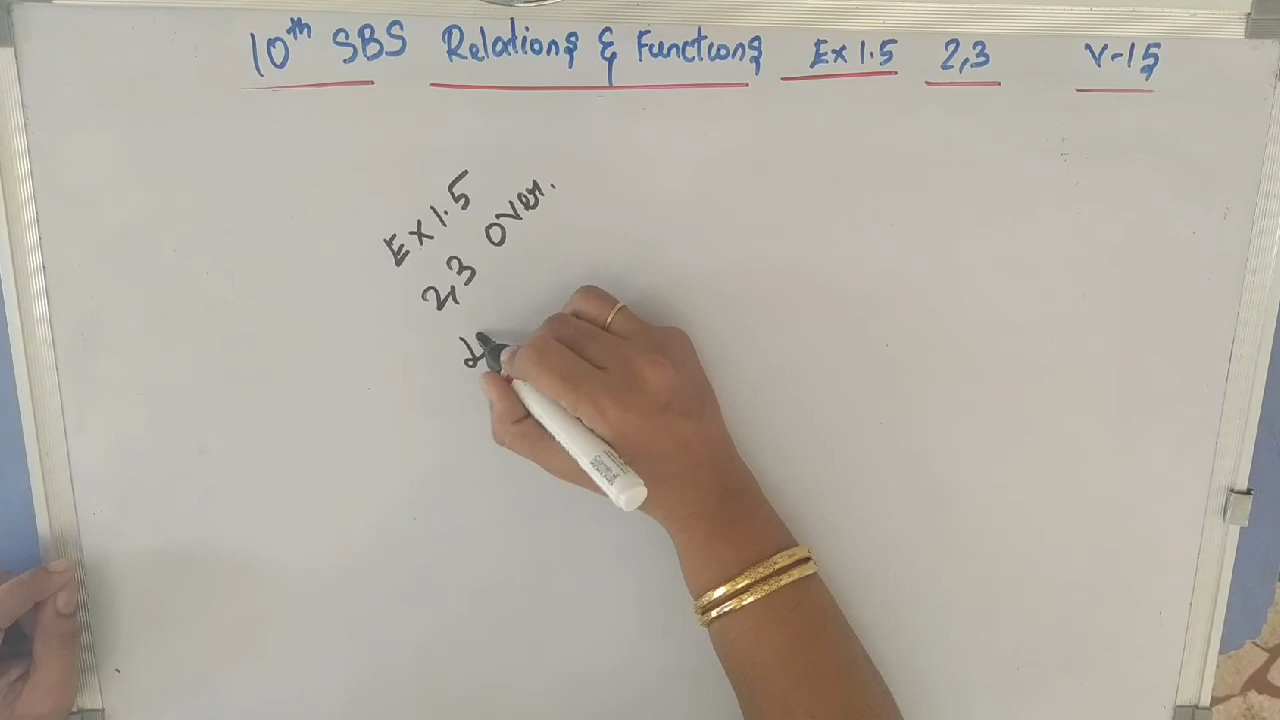 10th SBS Relations & Functions Ex 1.5 2,3 V-15
Ex 1.5
2,3 over.